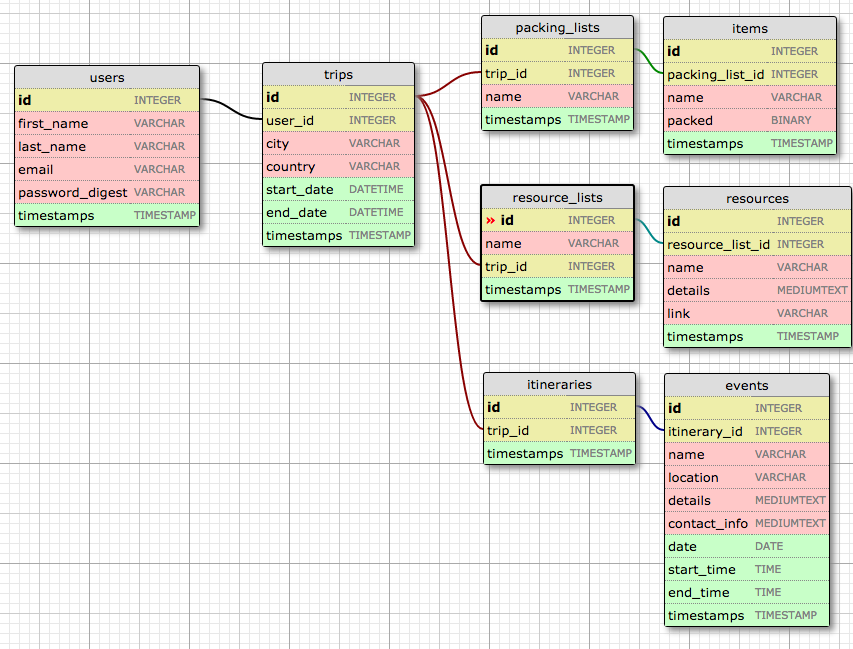 users
id INTEGER
first_name VARCHAR
last_name VARCHAR
email VARCHAR
password_digest VARCHAR
timestamps TIMESTAMP
trips
id INTEGER
user_id INTEGER
city VARCHAR
country VARCHAR
start_date DATETIME
end_date DATETIME
timestamps TIMESTAMP
packing_lists
id INTEGER
trip_id INTEGER
name VARCHAR
timestamps TIMESTAMP
items
id INTEGER
packing_list_id INTEGER
name VARCHAR
packed BINARY
timestamps TIMESTAMP
resource_lists
» id INTEGER
name VARCHAR
trip_id INTEGER
timestamps TIMESTAMP
resources
id INTEGER
resource_list_id INTEGER
name VARCHAR
details MEDIUMTEXT
link VARCHAR
timestamps TIMESTAMP
itineraries
id INTEGER
trip_id INTEGER
timestamps TIMESTAMP
events
id INTEGER
itinerary_id INTEGER
name VARCHAR
location VARCHAR
details MEDIUMTEXT
contact_info MEDIUMTEXT
date DATE
start_time TIME
end_time TIME
timestamps TIMESTAMP